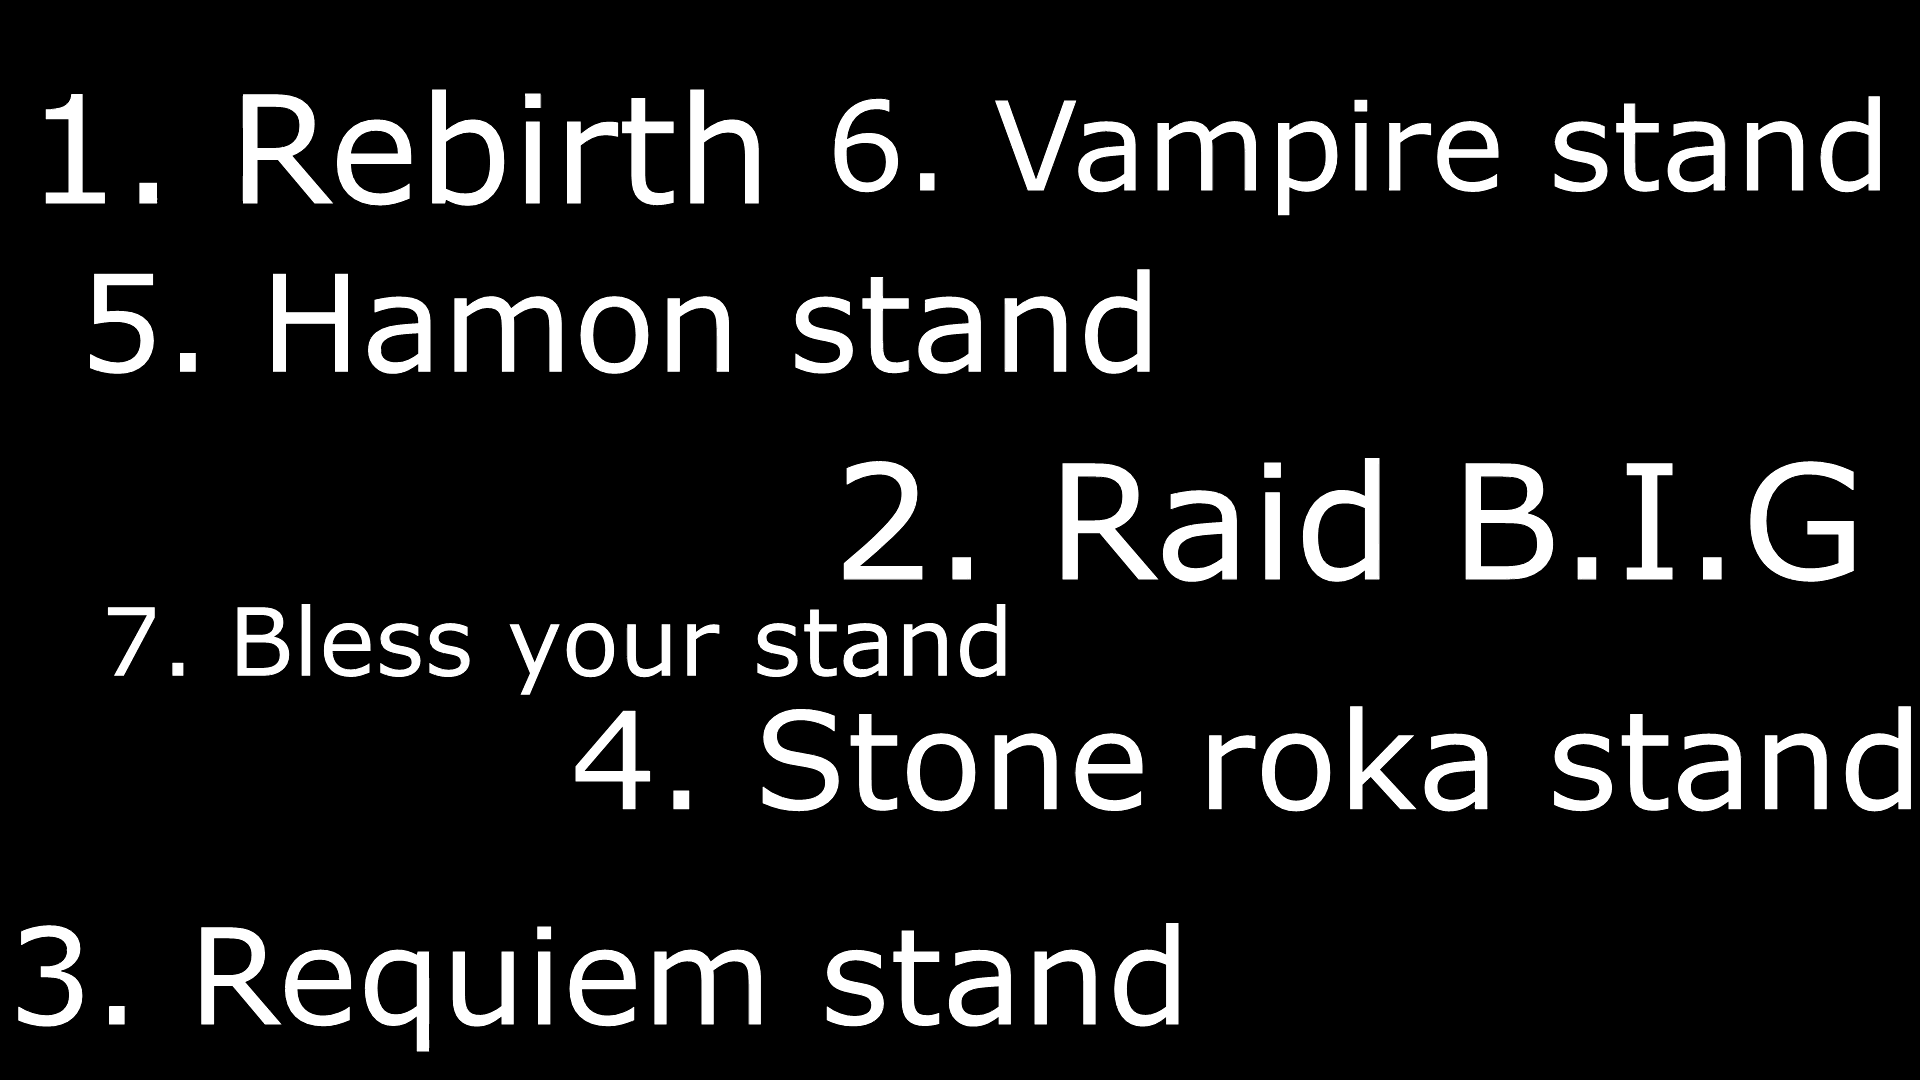 1. Rebirth
6. Vampire stand
5. Hamon stand
2. Raid B.I.G
7. Bless your stand
4. Stone roka stand
3. Requiem stand